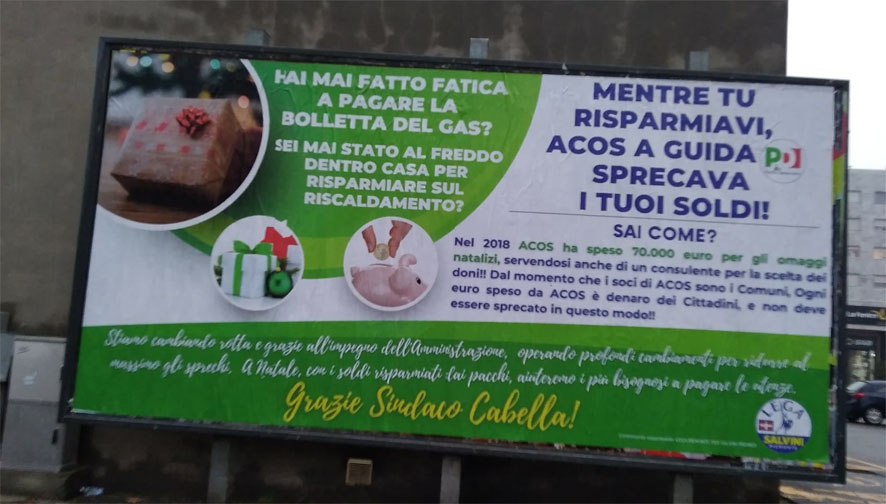 HAI MAI FATTO FATICA
A PAGARE LA
BOLLETTA DEL GAS?
SEI MAI STATO AL FREDDO
DENTRO CASA PER
RISPARMIARE SUL
RISCALDAMENTO?
MENTRE TU
RISPARMIAVI,
ACOS A GUIDA PD
SPRECAVA
I TUOI SOLDI!
SAI COME?
Nel 2018 ACOS ha speso 70.000 euro per gli omaggi
natalizi, servendosi anche di un consulente per la scelta dei
doni!! Dal momento che i soci di ACOS sono i Comuni, Ogni
euro speso da ACOS è denaro dei Cittadini, e non deve
essere sprecato in questo modo!!
Stiamo cambiando rotta e grazie all'impegno dell'Amministrazione, operando profondi cambiamenti per ridurre al
massimo gli sprechi. A Natale, con i soldi risparmiati dai pacchi, aiuteremo i più bisognosi a pagare le utenze.
Grazie Sindaco Cabella!
LEGA
SALVINI
PIEMONTE